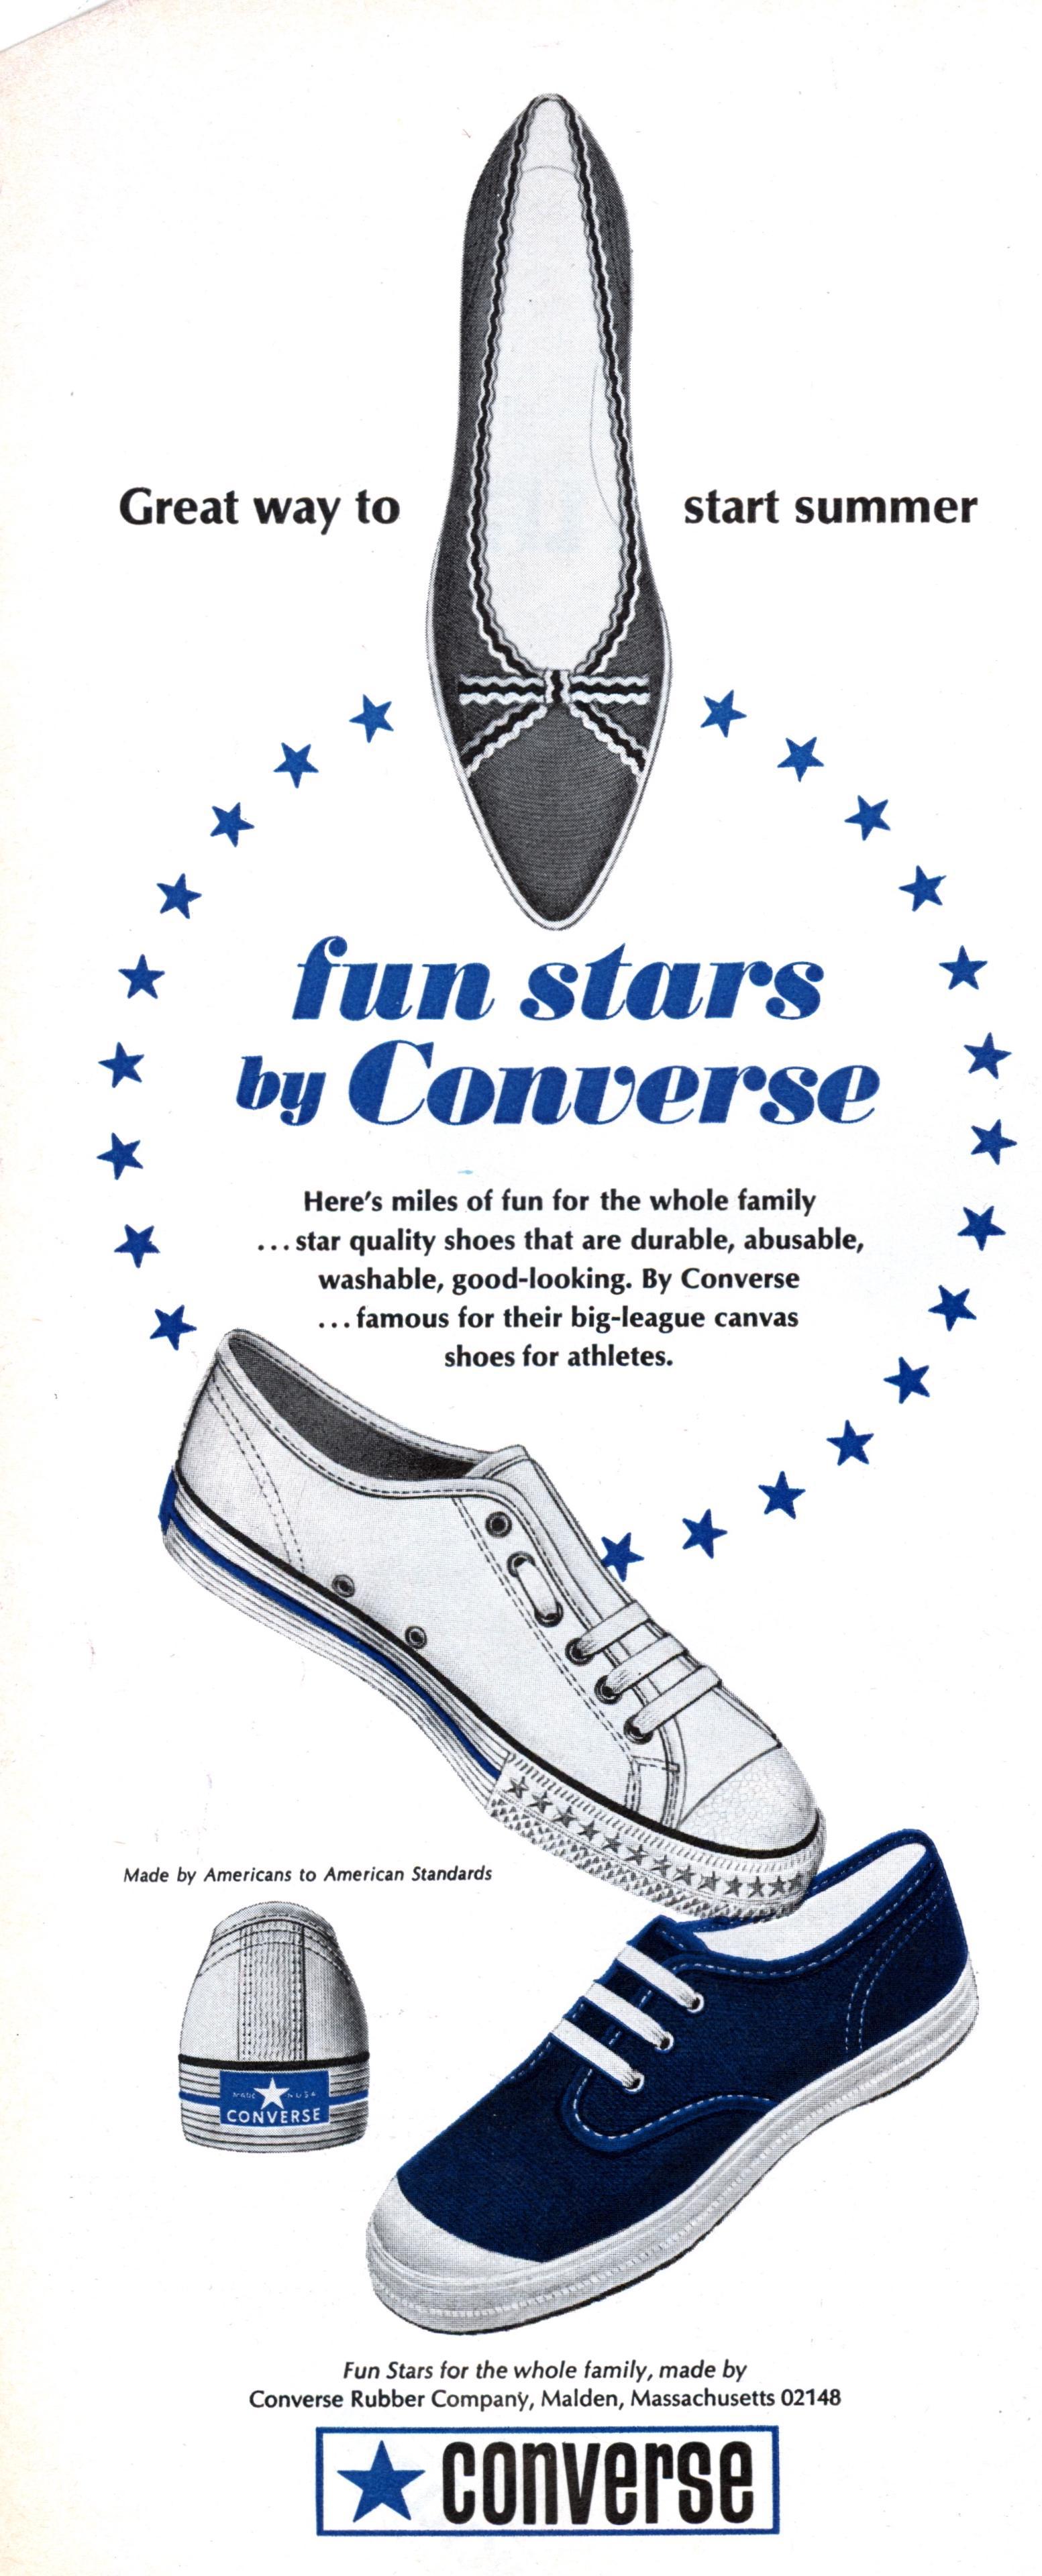 Great way to start summer
fun stars
by Converse
Here's miles of fun for the whole family
...star quality shoes that are durable, abusable,
washable, good-looking. By Converse
...famous for their big-league canvas
shoes for athletes.
Made by Americans to American Standards
CONVERSE
Fun Stars for the whole family, made by
Converse Rubber Company, Malden, Massachusetts 02148
converse